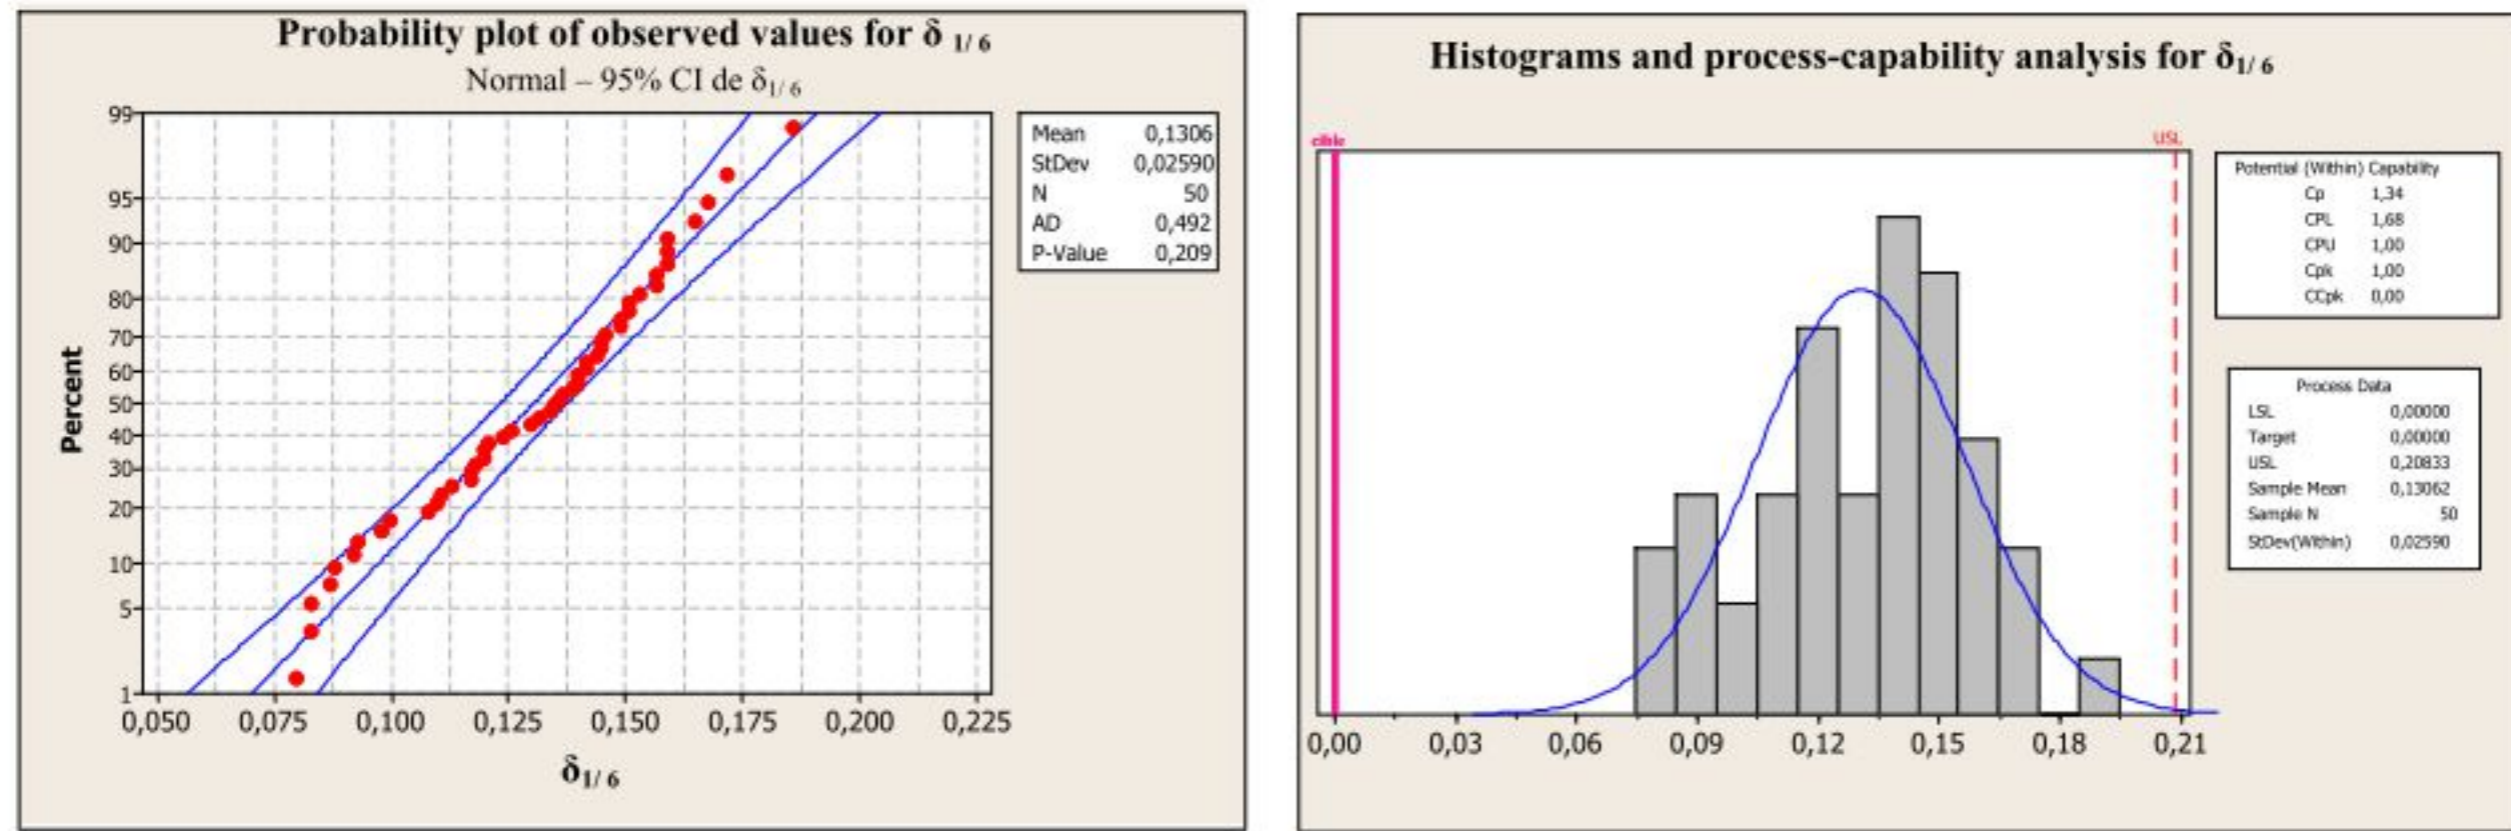 Probability plot of observed values for δ 1/ 6
Normal – 95% CI de δ1/ 6
99
95
90
80
70
60
50
40
30
20
10
5
1
Percent
0,050 0,075 0,100 0,125 0,150 0,175 0,200 0,225
δ1/ 6
Mean 0,1306
StDev 0,02590
N 50
AD 0,492
P-Value 0,209
Histograms and process-capability analysis for δ1/ 6
cible
USL
0,00 0,03 0,06 0,09 0,12 0,15 0,18 0,21
Potential (Within) Capability
Cp 1,34
CPL 1,68
CPU 1,00
Cpk 1,00
CCpk 0,00
Process Data
LSL 0,00000
Target 0,00000
USL 0,20833
Sample Mean 0,13062
Sample N 50
StDev(Within) 0,02590